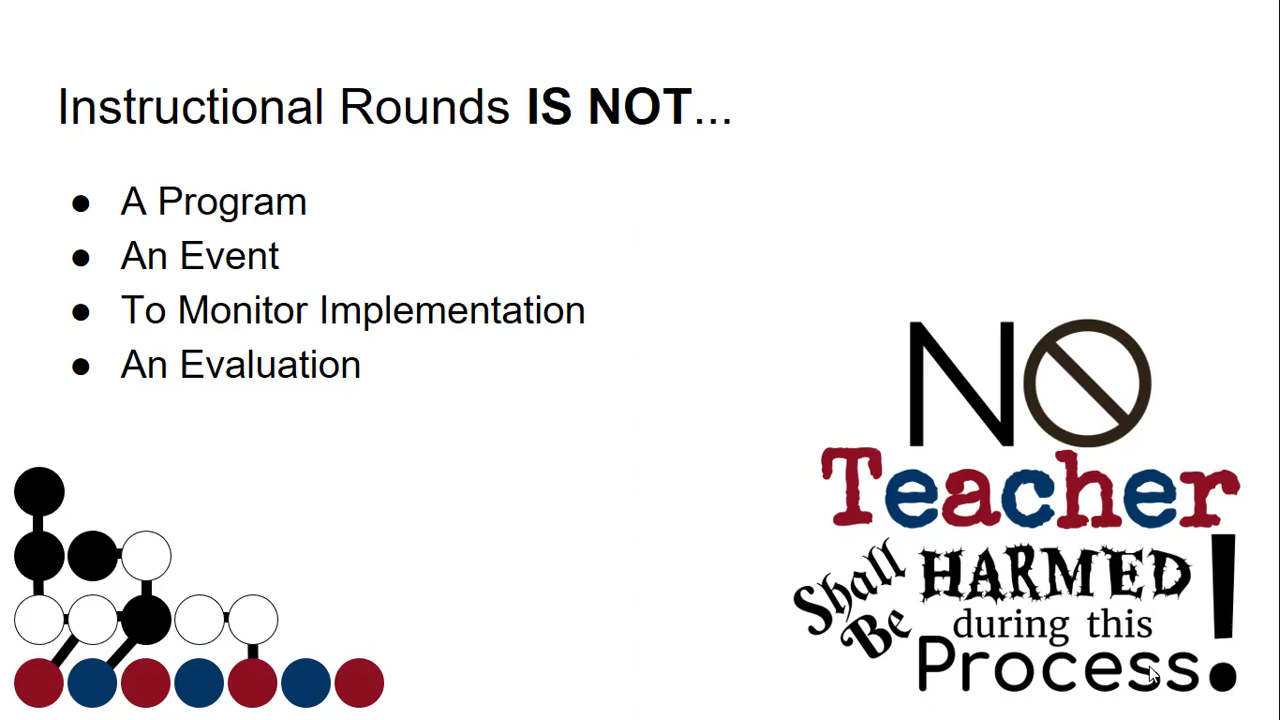 Instructional Rounds IS NOT...
● A Program
● An Event
● To Monitor Implementation
● An Evaluation
NO
Teacher
Shall Be HARMED
during this
Process!